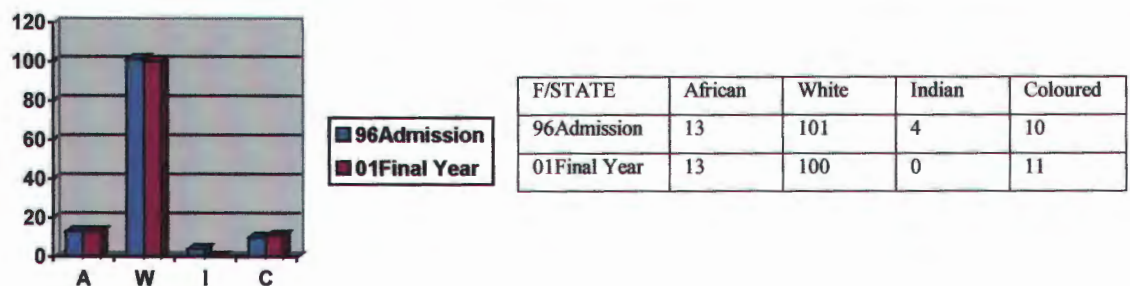 120
100
80
60
40
20
0
A W I C
96Admission
01Final Year
F/STATE African White Indian Coloured
96Admission 13 101 4 10
01Final Year 13 100 0 11